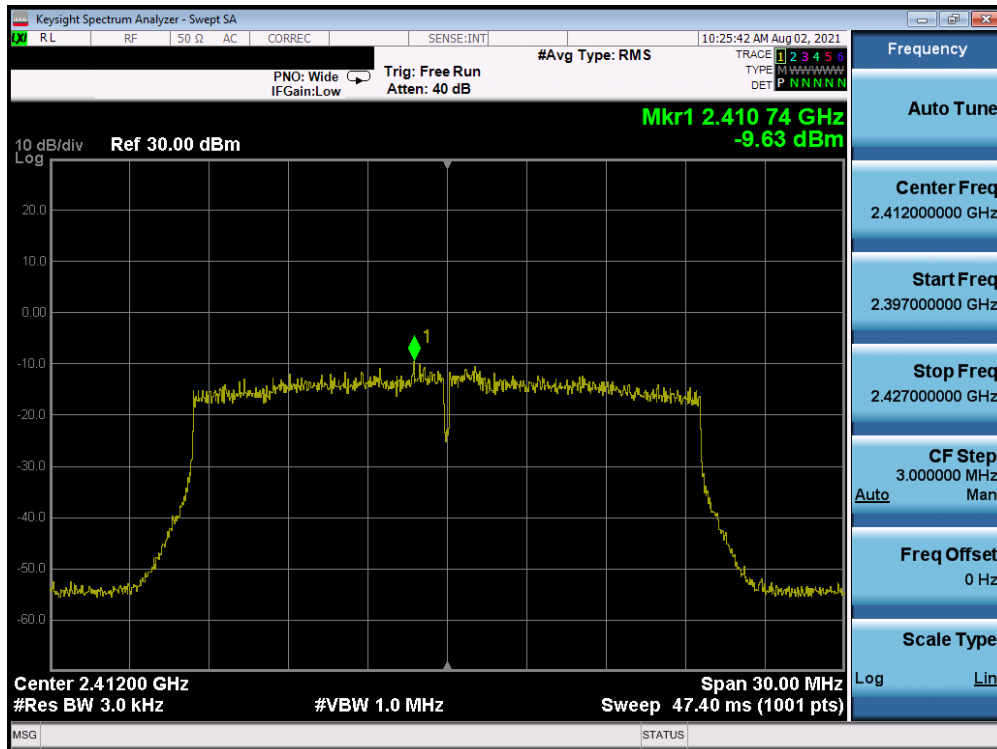 Keysight Spectrum Analyzer - Swept SA
LXI RL RF 50 Ω AC CORREC SENSE:INT 10:25:42 AM Aug 02, 2021
#Avg Type: RMS TRACE 1 2 3 4 5 6
PNO: Wide Trig: Free Run TYPE M WWWWW
IFGain:Low Atten: 40 dB DET P N N N N N
Mkr1 2.410 74 GHz
-9.63 dBm
10 dB/div Ref 30.00 dBm
Log
20.0
10.0
0.00
1
-10.0
-20.0
-30.0
-40.0
-50.0
-60.0
Center 2.41200 GHz Span 30.00 MHz
#Res BW 3.0 kHz #VBW 1.0 MHz Sweep 47.40 ms (1001 pts)
MSG STATUS
Frequency
Auto Tune
Center Freq
2.412000000 GHz
Start Freq
2.397000000 GHz
Stop Freq
2.427000000 GHz
CF Step
3.000000 MHz
Auto Man
Freq Offset
0 Hz
Scale Type
Log Lin